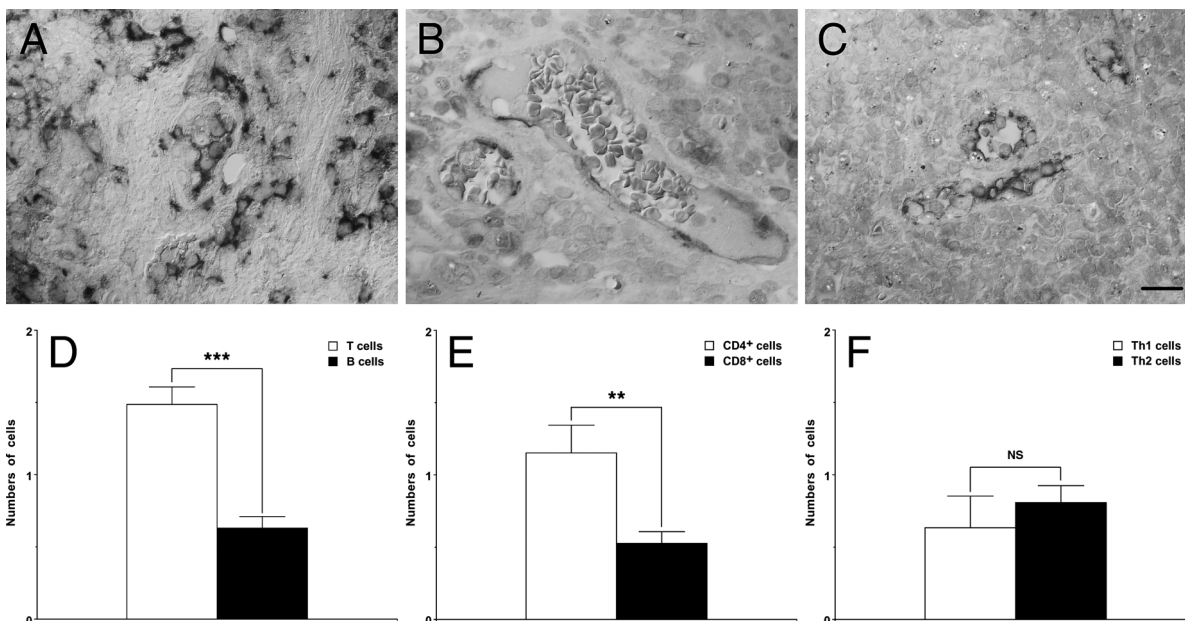 A
B
C
D
T cells
B cells
***
2
1
0
Numbers of cells
E
CD4+ cells
CD8+ cells
**
2
1
0
Numbers of cells
F
Th1 cells
Th2 cells
NS
2
1
0
Numbers of cells